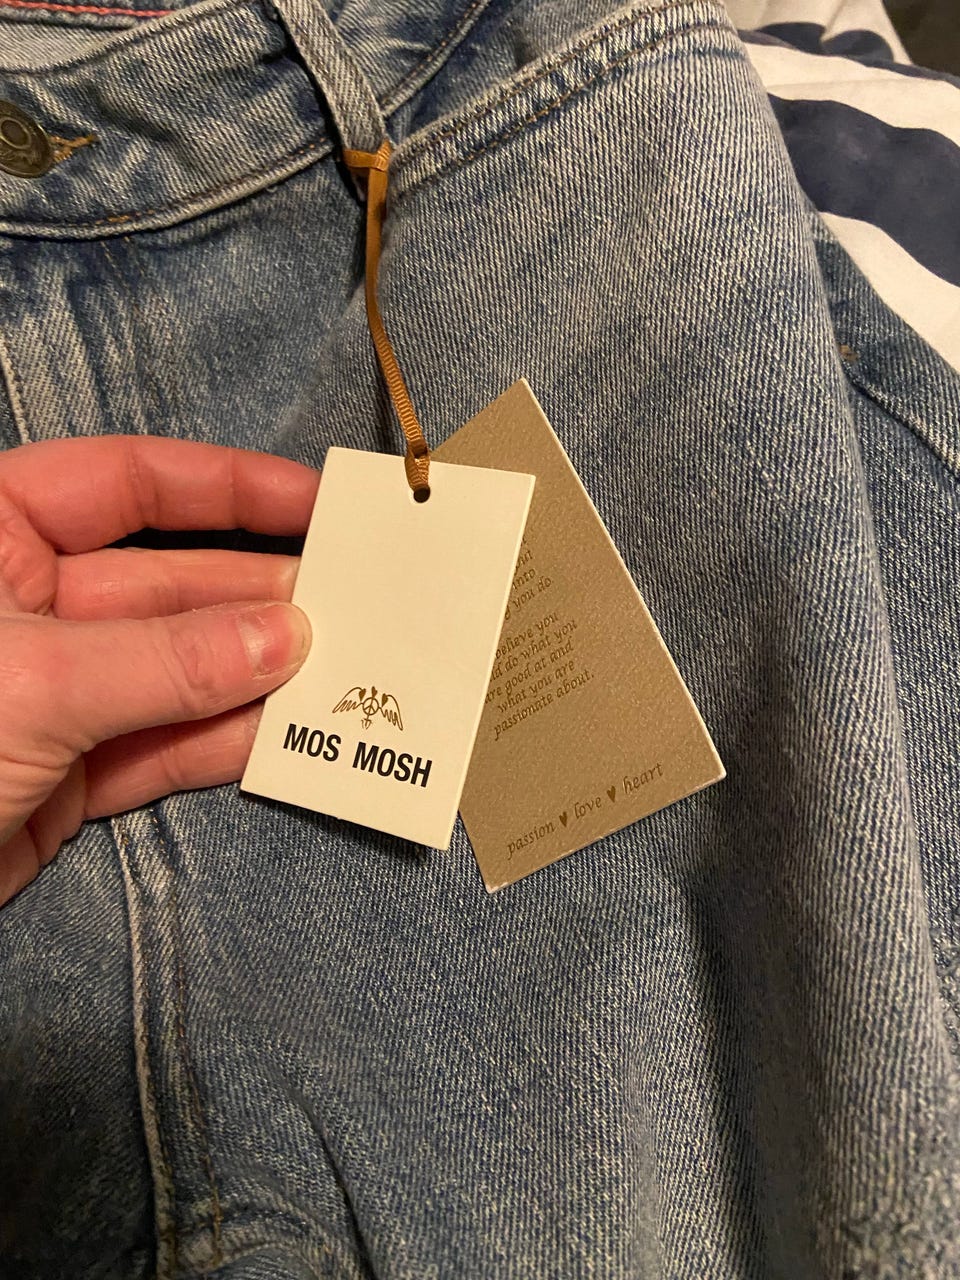 MOS MOSH
into
you do
believe you
do what you
are good at and
what you are
passionate about.
passion ♥ love ♥ heart